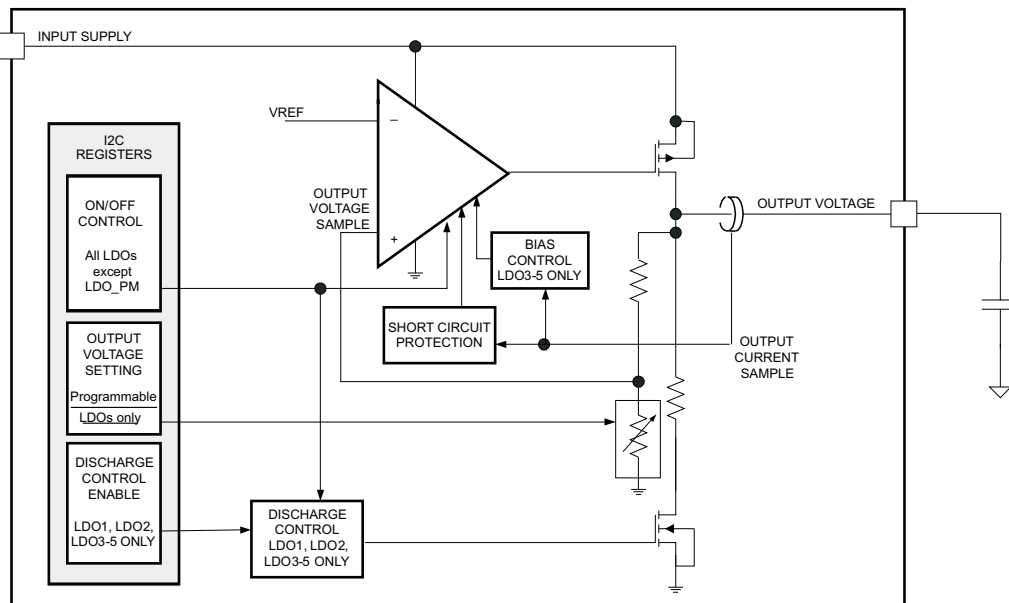 INPUT SUPPLY
VREF
−
I2C
REGISTERS
ON/OFF
CONTROL
All LDOs
except
LDO_PM
OUTPUT
VOLTAGE
SAMPLE
+
OUTPUT VOLTAGE
BIAS
CONTROL
LDO3-5 ONLY
SHORT CIRCUIT
PROTECTION
OUTPUT
CURRENT
SAMPLE
OUTPUT
VOLTAGE
SETTING
Programmable
LDOs only
DISCHARGE
CONTROL
ENABLE
LDO1, LDO2,
LDO3-5 ONLY
DISCHARGE
CONTROL
LDO1, LDO2,
LDO3-5 ONLY